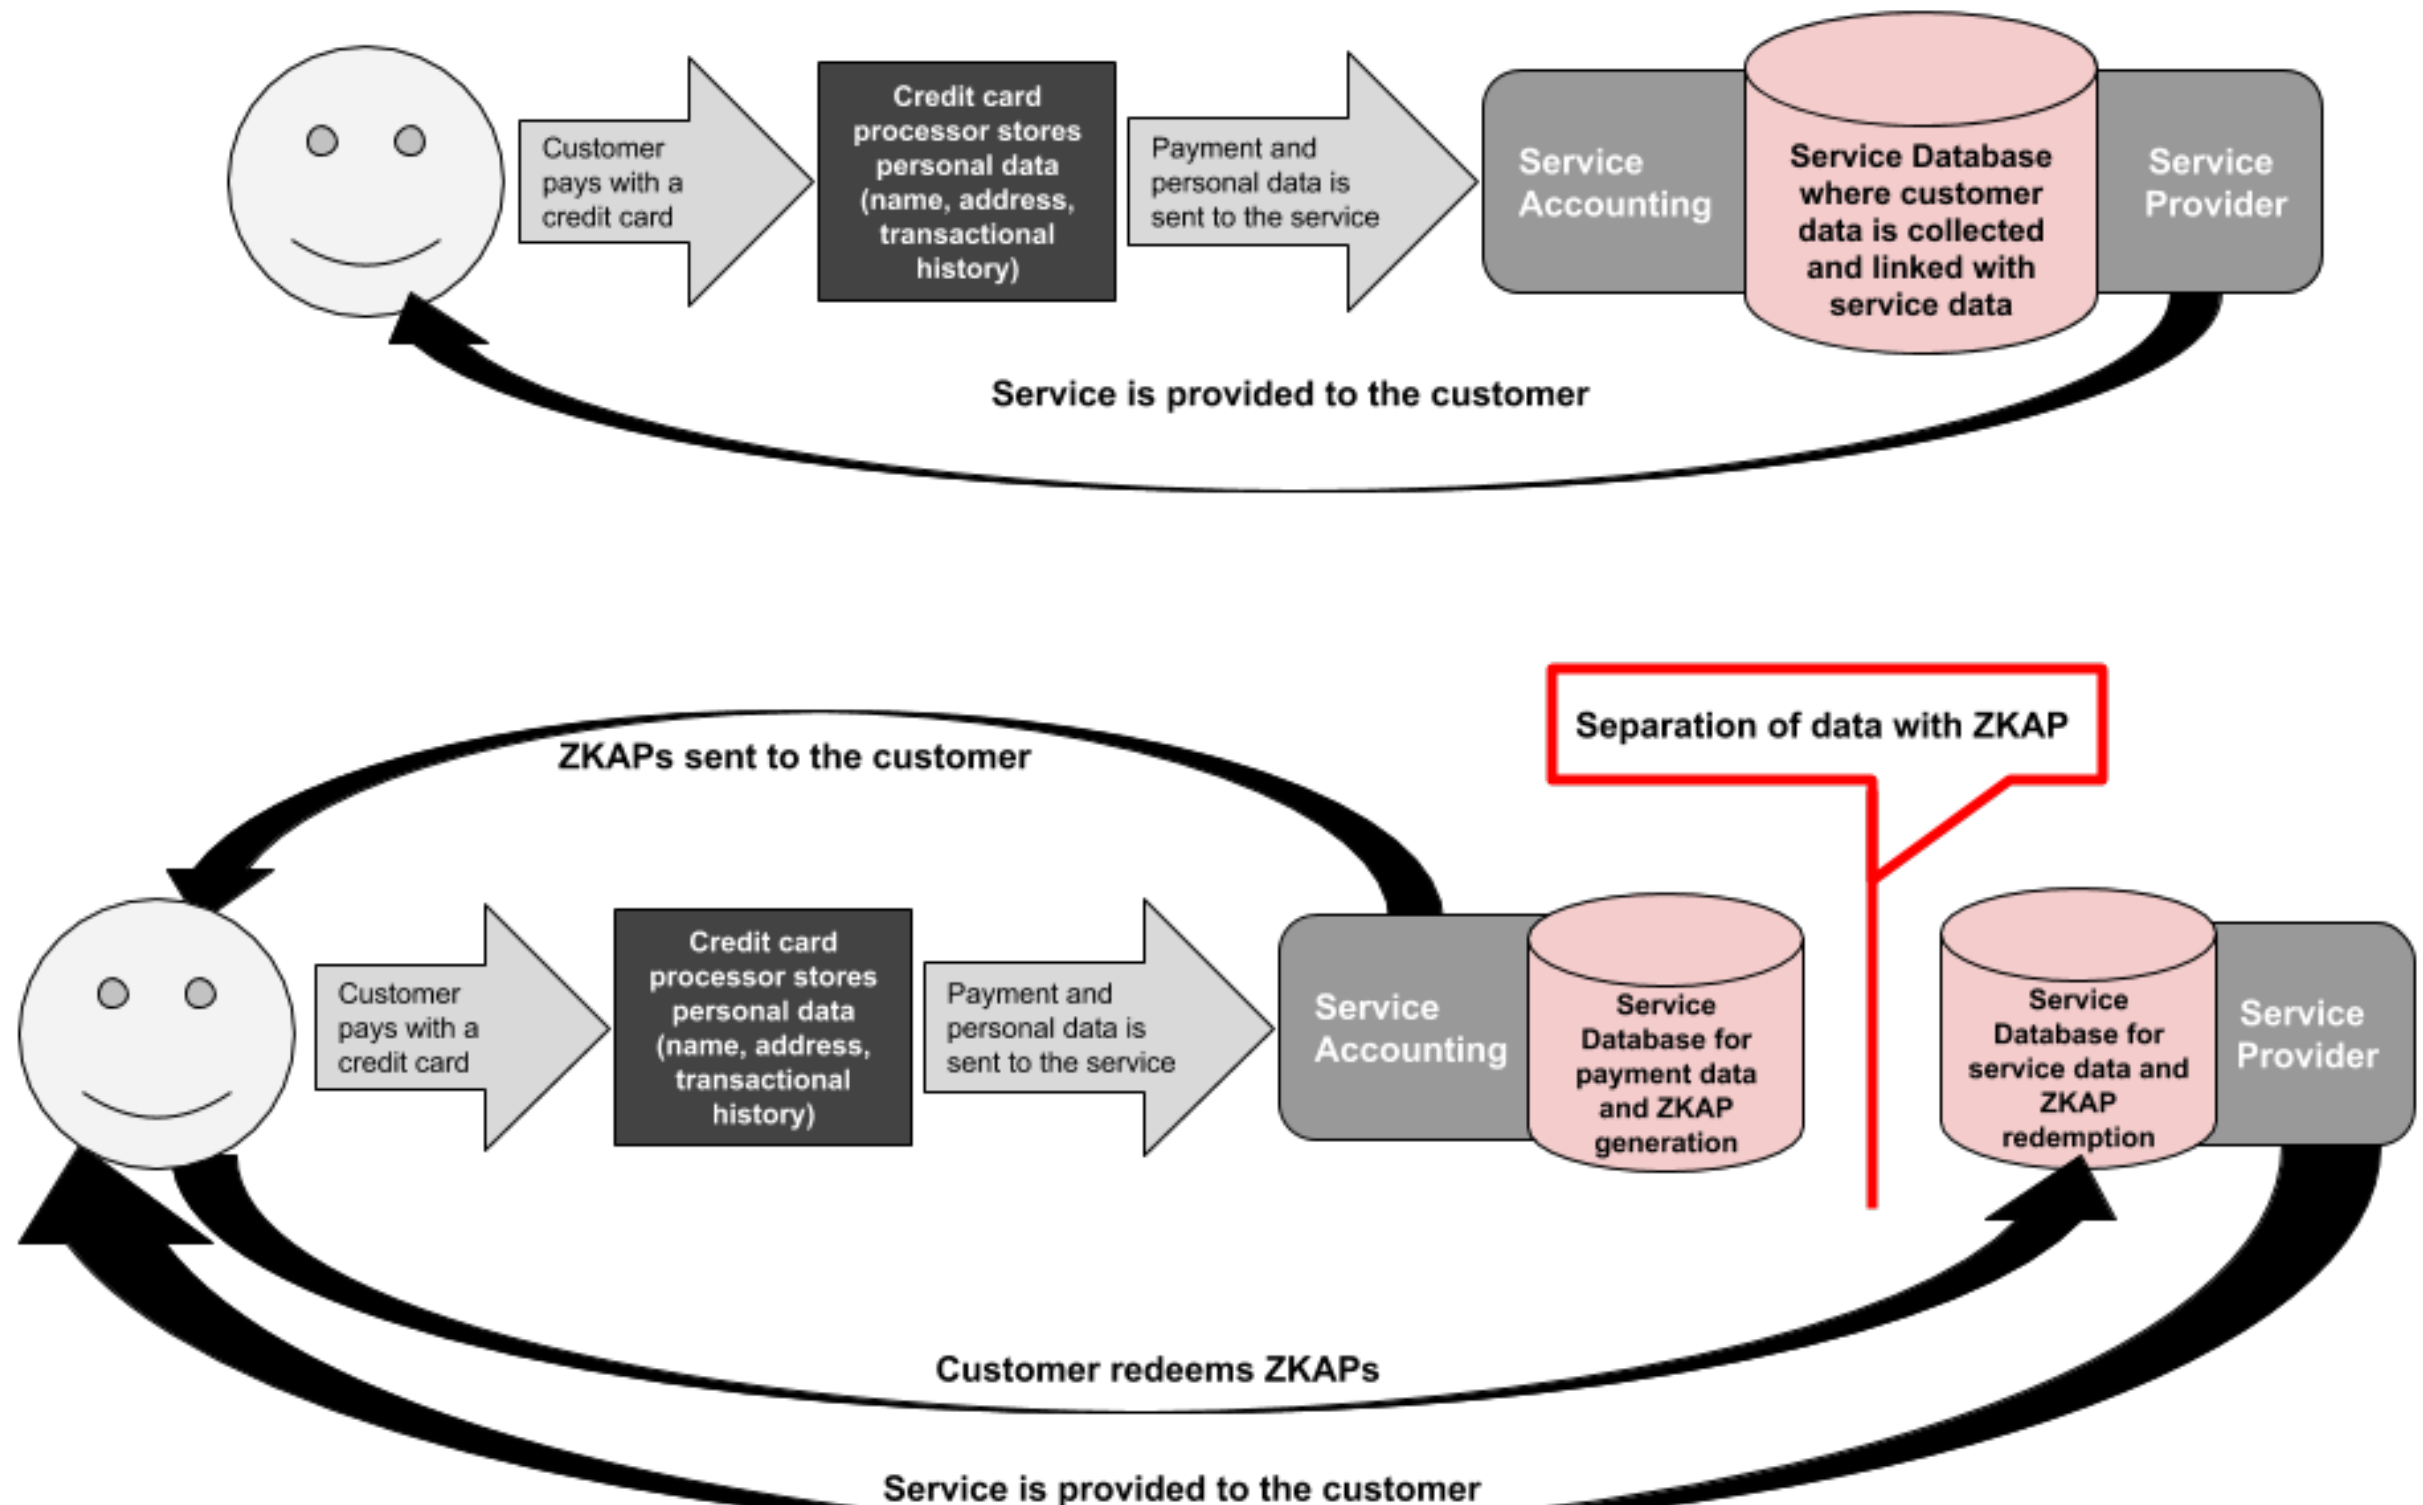 Customer
pays with a
credit card
Credit card
processor stores
personal data
(name, address,
transactional
history)
Payment and
personal data is
sent to the service
Service
Accounting
Service Database
where customer
data is collected
and linked with
service data
Service
Provider
Service is provided to the customer
Separation of data with ZKAP
ZKAPs sent to the customer
Customer
pays with a
credit card
Credit card
processor stores
personal data
(name, address,
transactional
history)
Payment and
personal data is
sent to the service
Service
Accounting
Service
Database for
payment data
and ZKAP
generation
Service
Database for
service data and
ZKAP
redemption
Service
Provider
Customer redeems ZKAPs
Service is provided to the customer